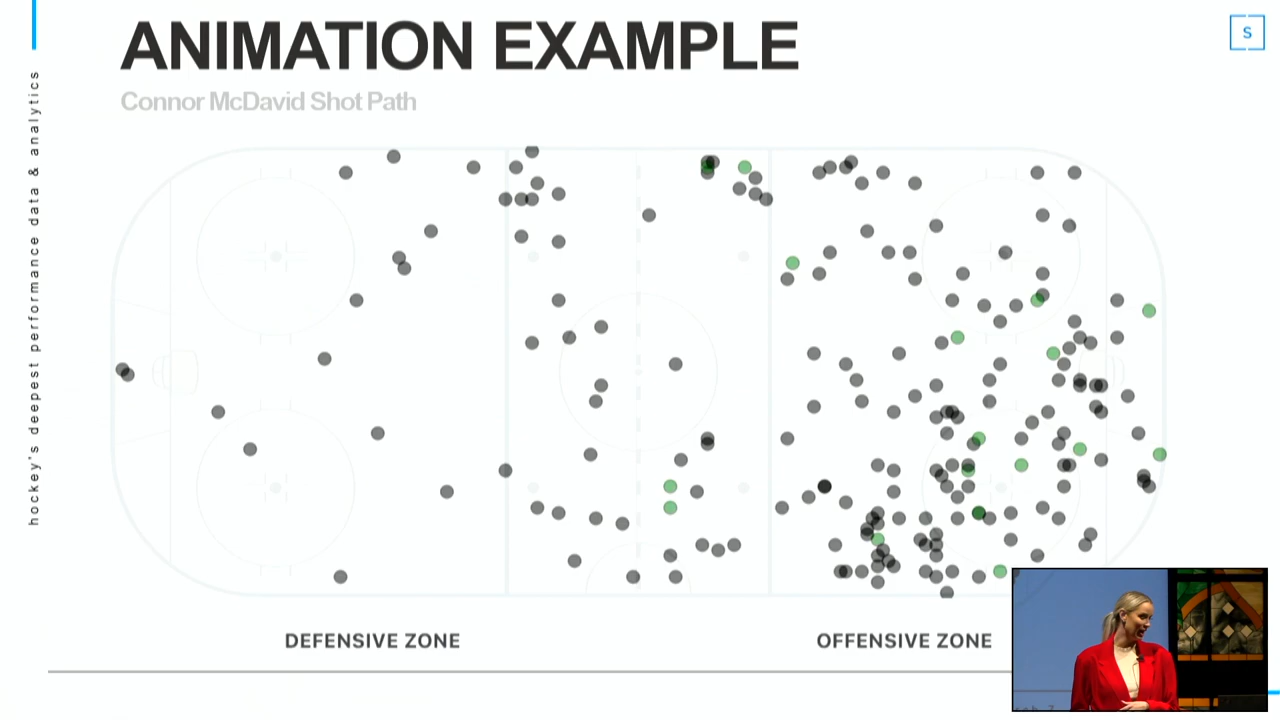 ANIMATION EXAMPLE
S
Connor McDavid Shot Path
hockey's deepest performance data & analytics
DEFENSIVE ZONE
OFFENSIVE ZONE